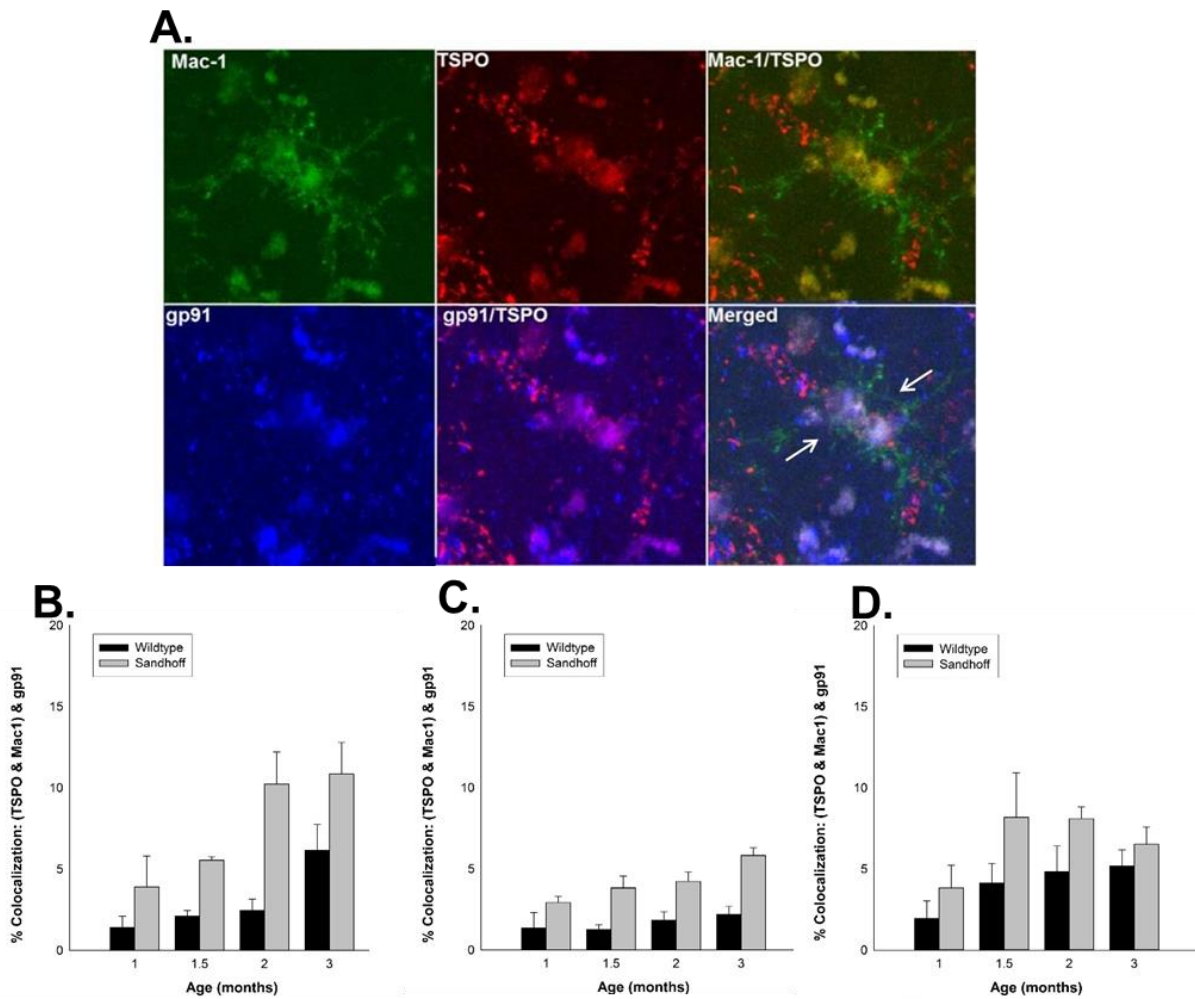 A.
Mac-1
TSPO
Mac-1/TSPO
gp91
gp91/TSPO
Merged
B.
% Colocalization: (TSPO & Mac1) & gp91
20
15
10
5
0
Wildtype
Sandhoff
1 1.5 2 3
Age (months)
C.
% Colocalization: (TSPO & Mac1) & gp91
20
15
10
5
0
Wildtype
Sandhoff
1 1.5 2 3
Age (months)
D.
% Colocalization: (TSPO & Mac1) & gp91
20
15
10
5
0
Wildtype
Sandhoff
1 1.5 2 3
Age (months)